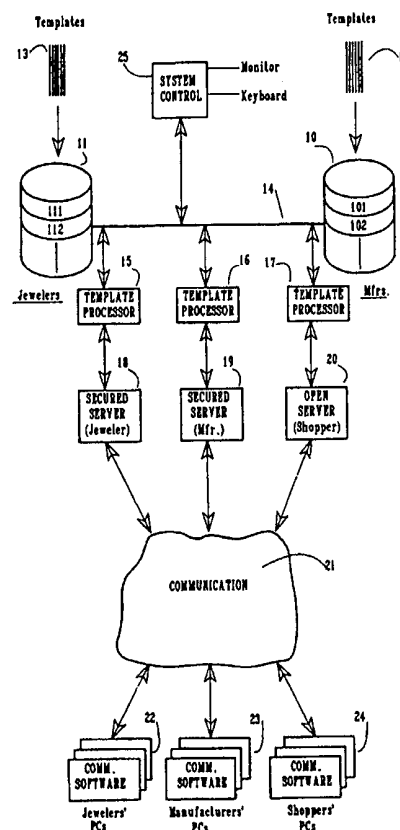 Templates
Templates
13
25
SYSTEM
CONTROL
Monitor
Keyboard
11
10
111
112
101
102
14
Jewelers
Mfrs.
15
16
17
TEMPLATE
PROCESSOR
TEMPLATE
PROCESSOR
TEMPLATE
PROCESSOR
18
19
20
SECURED
SERVER
(Jeweler)
SECURED
SERVER
(Mfr.)
OPEN
SERVER
(Shopper)
21
COMMUNICATION
22
23
24
COMM.
SOFTWARE
COMM.
SOFTWARE
COMM.
SOFTWARE
Jewelers'
PCs
Manufacturers'
PCs
Shoppers'
PCs